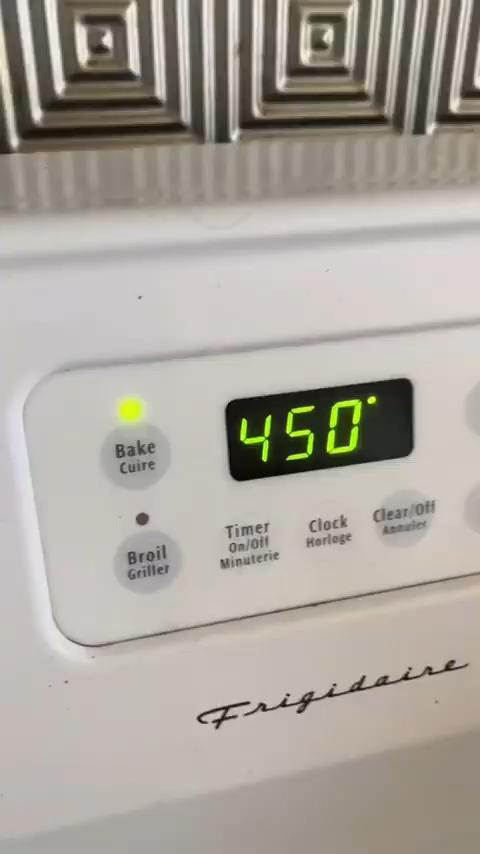 450°
Bake
Cuire
Broil
Griller
Timer
On/Off
Minuterie
Clock
Horloge
Clear/Off
Annuler
Frigidaire